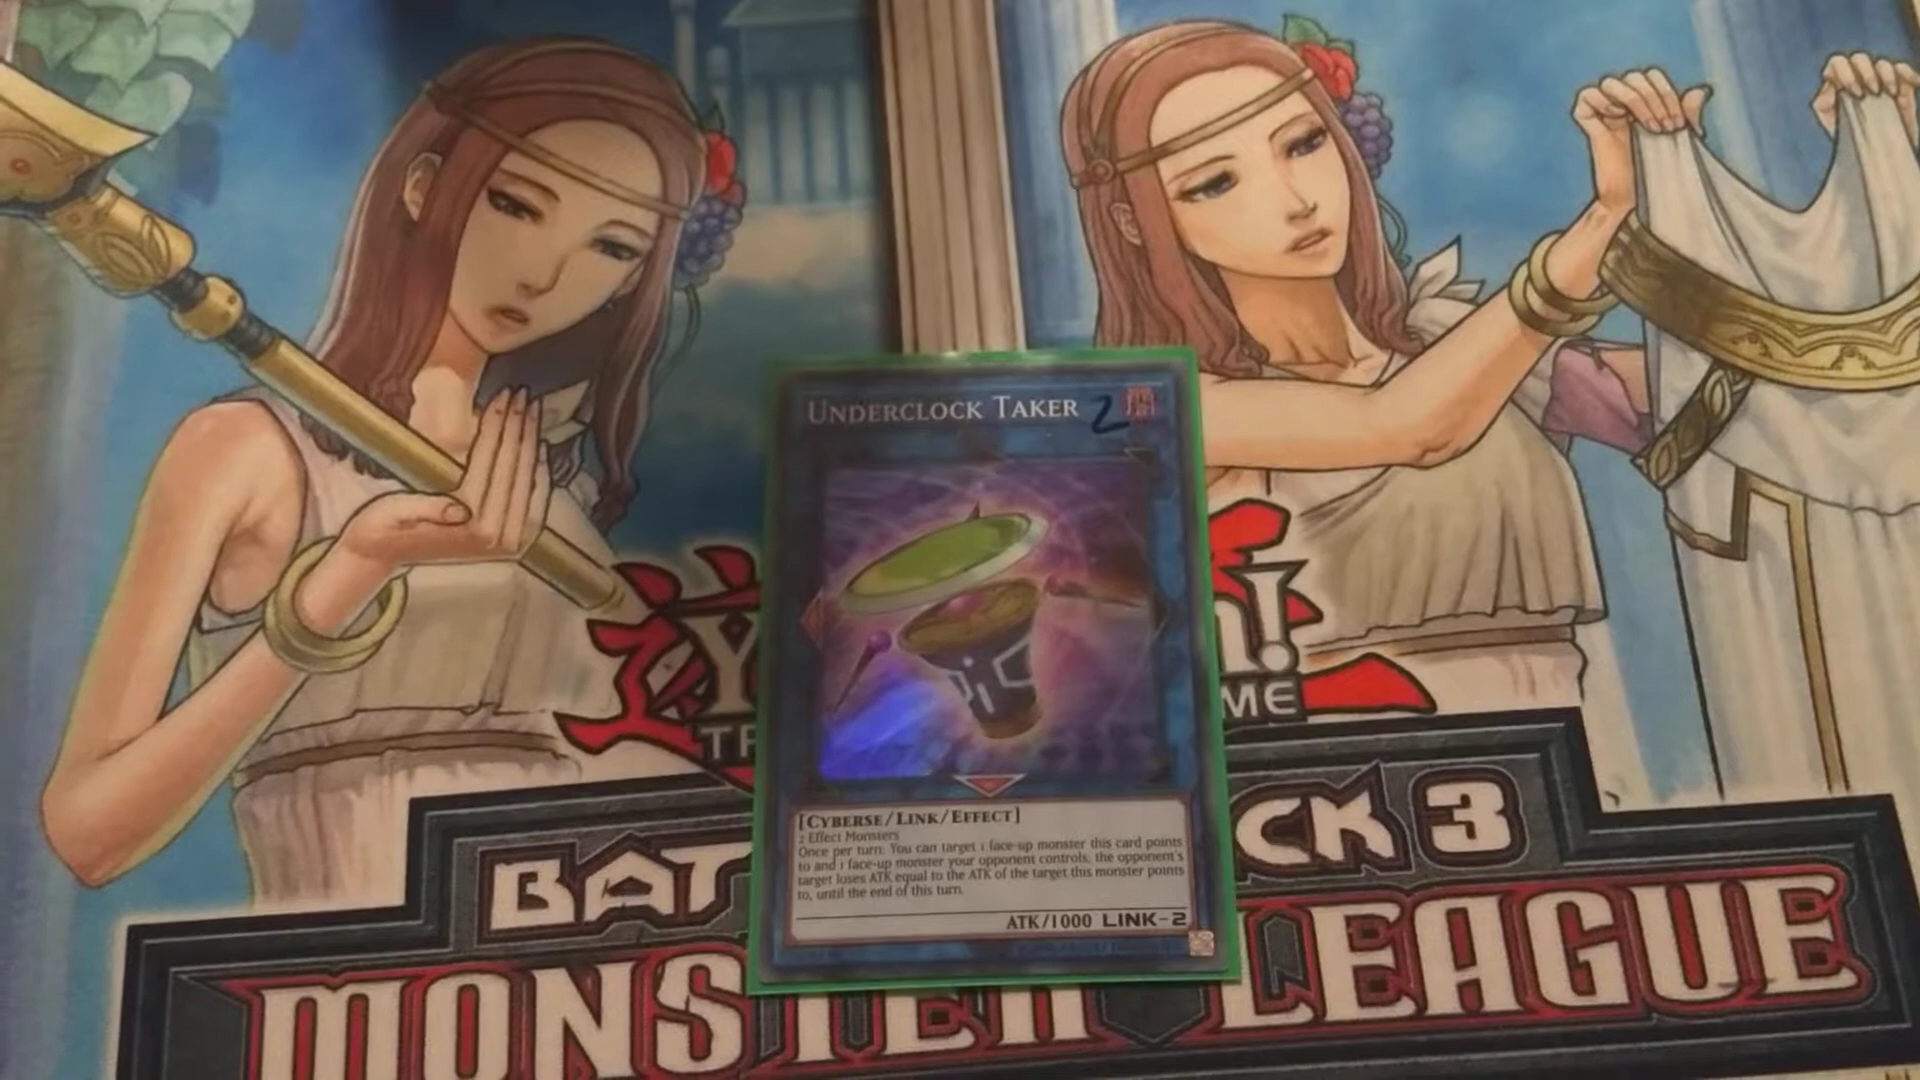 UNDERCLOCK TAKER 2
DiC
[CYBERSE/LINK/EFFECT]
2 Effect Monsters
Once per turn: You can target 1 face-up monster this card points
to and 1 face-up monster your opponent controls; the opponent's
target loses ATK equal to the ATK of the target this monster points
to, until the end of this turn.
ATK/1000 LINK-2
ME
CK 3
BAT
MONSTER LEAGUE